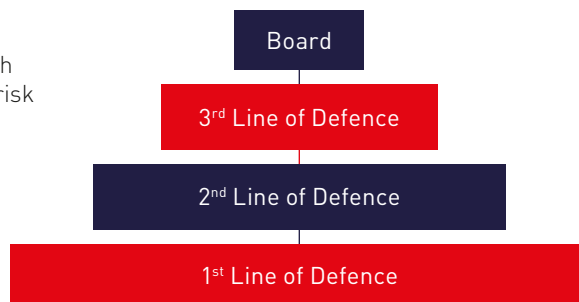 Board
h
risk
3rd Line of Defence
2nd Line of Defence
1st Line of Defence